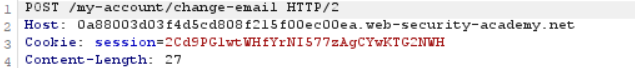 1 POST /my-account/change-email HTTP/2
2 Host: 0a88003d03f4d5cd808f215f00ec00ea.web-security-academy.net
3 Cookie: session=2Cd9PGlwtWHfYrNI577zAgCYwKTG2NWH
4 Content-Length: 27